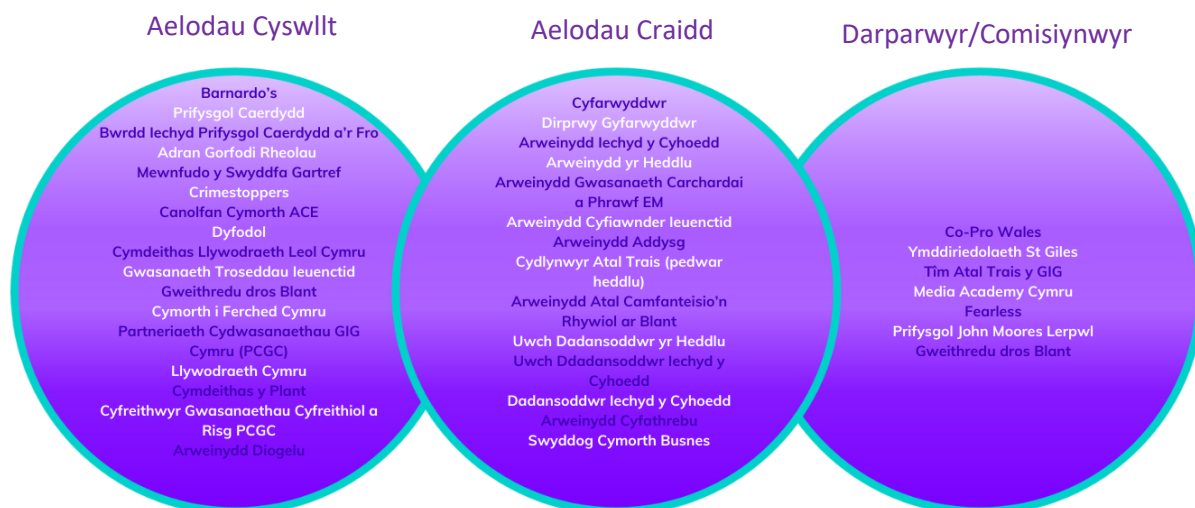 Aelodau Cyswllt
Barnardo's
Prifysgol Caerdydd
Bwrdd Iechyd Prifysgol Caerdydd a'r Fro
Adran Gorfodi Rheolau
Mewnfudo y Swyddfa Gartref
Crimestoppers
Canolfan Cymorth ACE
Dyfodol
Cymdeithas Llywodraeth Leol Cymru
Gwasanaeth Troseddau Ieuenctid
Gweithredu dros Blant
Cymorth i Ferched Cymru
Partneriaeth Cydwasanaethau GIG
Cymru (PCGC)
Llywodraeth Cymru
Cymdeithas y Plant
Cyfreithwyr Gwasanaethau Cyfreithiol a
Risg PCGC
Arweinydd Diogelu
Aelodau Craidd
Cyfarwyddwr
Dirprwy Gyfarwyddwr
Arweinydd Iechyd y Cyhoedd
Arweinydd yr Heddlu
Arweinydd Gwasanaeth Carchardai
a Phrawf EM
Arweinydd Cyfiawnder Ieuenctid
Arweinydd Addysg
Cydlynwyr Atal Trais (pedwar
heddlu)
Arweinydd Atal Camfanteisio'n
Rhywiol ar Blant
Uwch Dadansoddwr yr Heddlu
Uwch Ddadansoddwr Iechyd y
Cyhoedd
Dadansoddwr Iechyd y Cyhoedd
Arweinydd Cyfathrebu
Swyddog Cymorth Busnes
Darparwyr/Comisiynwyr
Co-Pro Wales
Ymddiriedolaeth St Giles
Tîm Atal Trais y GIG
Media Academy Cymru
Fearless
Prifysgol John Moores Lerpwl
Gweithredu dros Blant